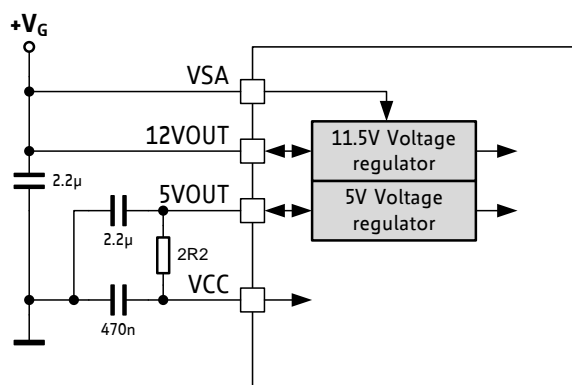 +VG
VSA
12VOUT
11.5V Voltage
regulator
2.2µ
5VOUT
5V Voltage
regulator
2.2µ
2R2
VCC
470n